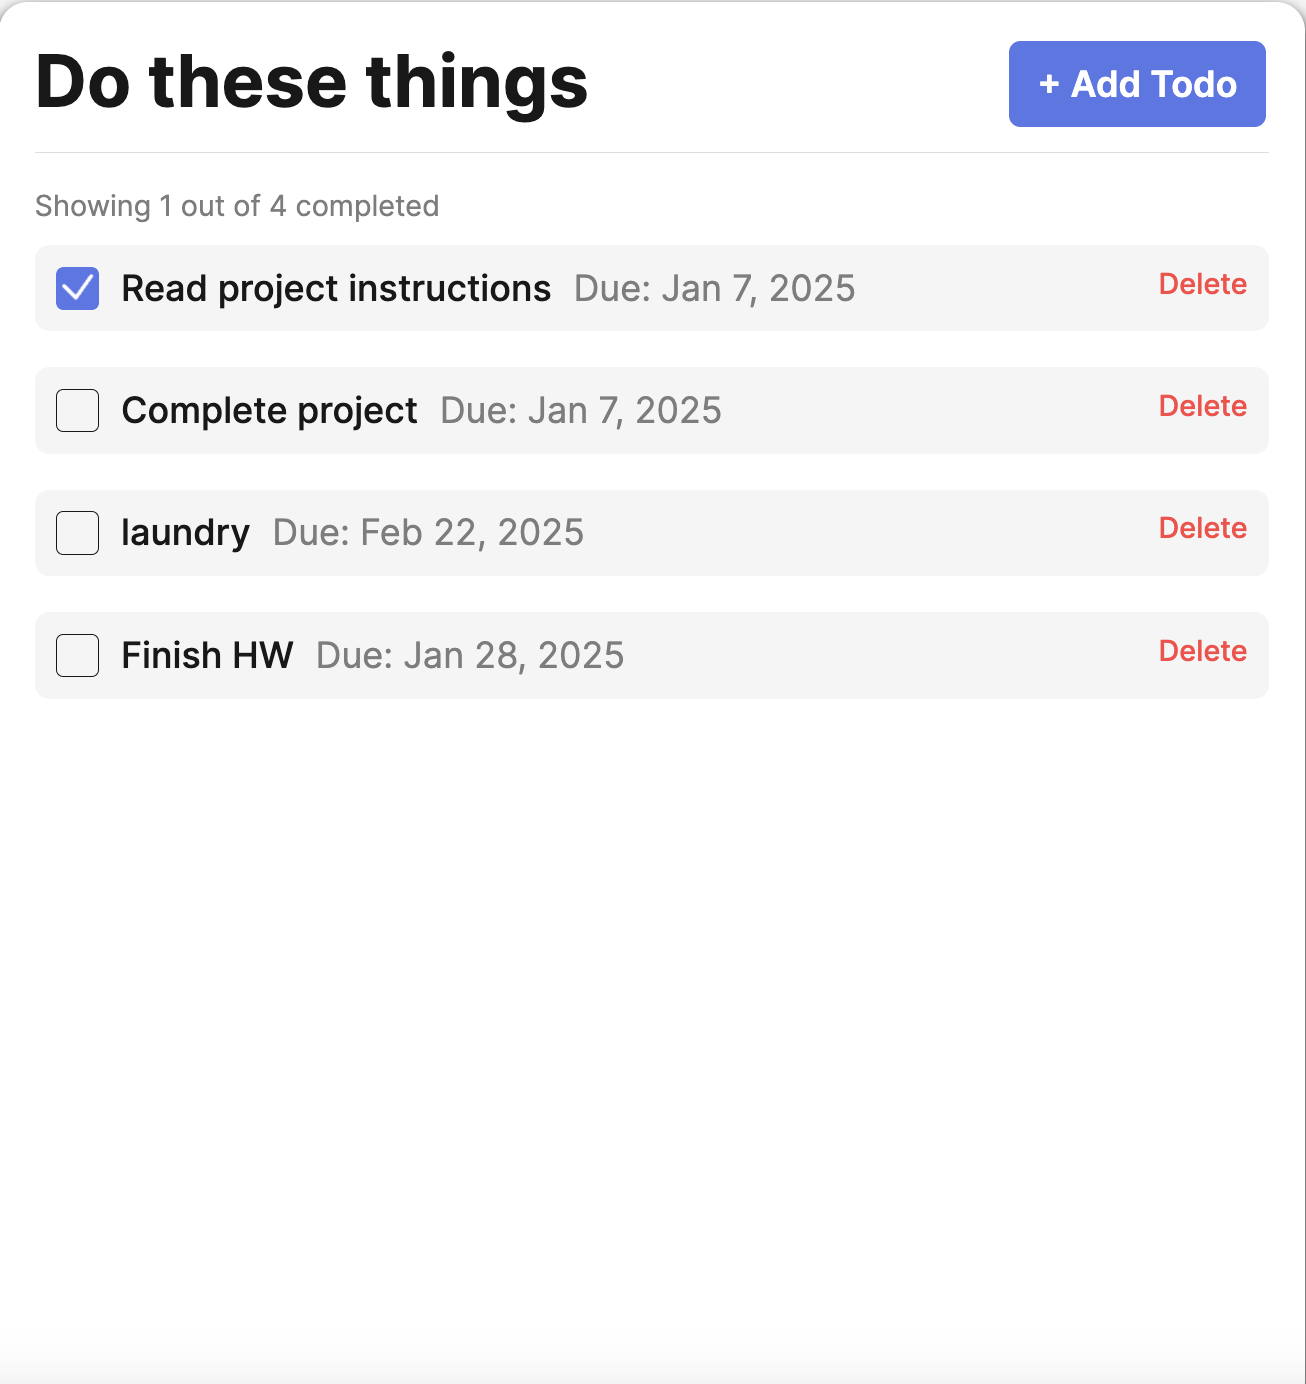 Do these things
+ Add Todo
Showing 1 out of 4 completed
Read project instructions Due: Jan 7, 2025 Delete
Complete project Due: Jan 7, 2025 Delete
laundry Due: Feb 22, 2025 Delete
Finish HW Due: Jan 28, 2025 Delete